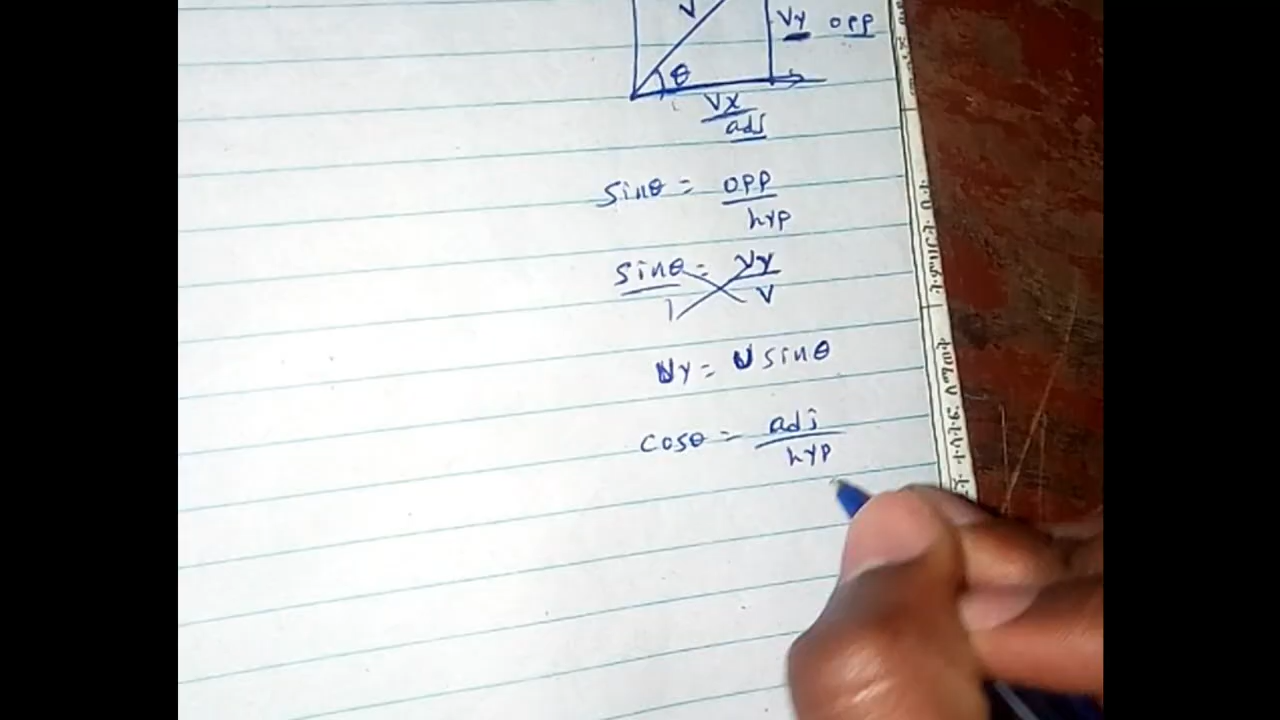 V
Vy opp
θ
Vx
adj
Sinθ = opp
hyp
Sinθ = Vy
1 V
Vy = V sinθ
cosθ = adj
hyp